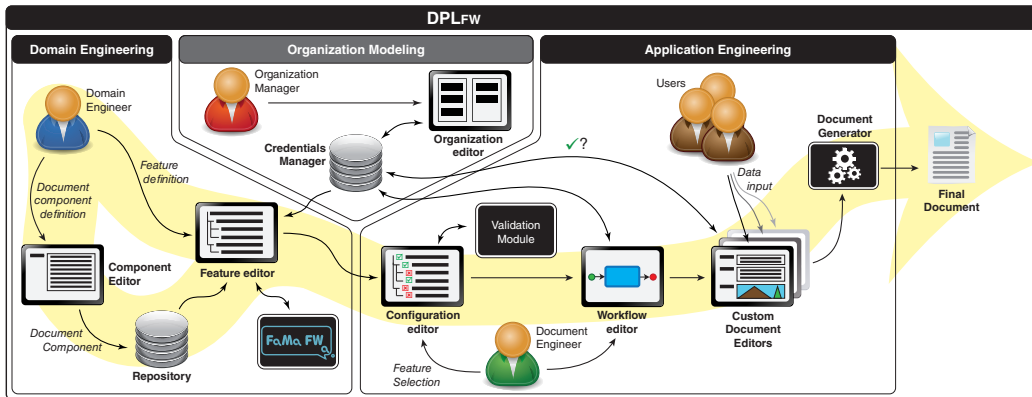 DPLFW
Domain Engineering
Organization Modeling
Application Engineering
Domain
Engineer
Organization
Manager
Users
Document
Generator
Credentials
Manager
Organization
editor
✓?
Feature
definition
Document
component
definition
Data
input
Final
Document
Validation
Module
Component
Editor
Feature editor
Configuration
editor
Workflow
editor
Custom
Document
Editors
Document
Component
Repository
FaMa FW
Document
Engineer
Feature
Selection